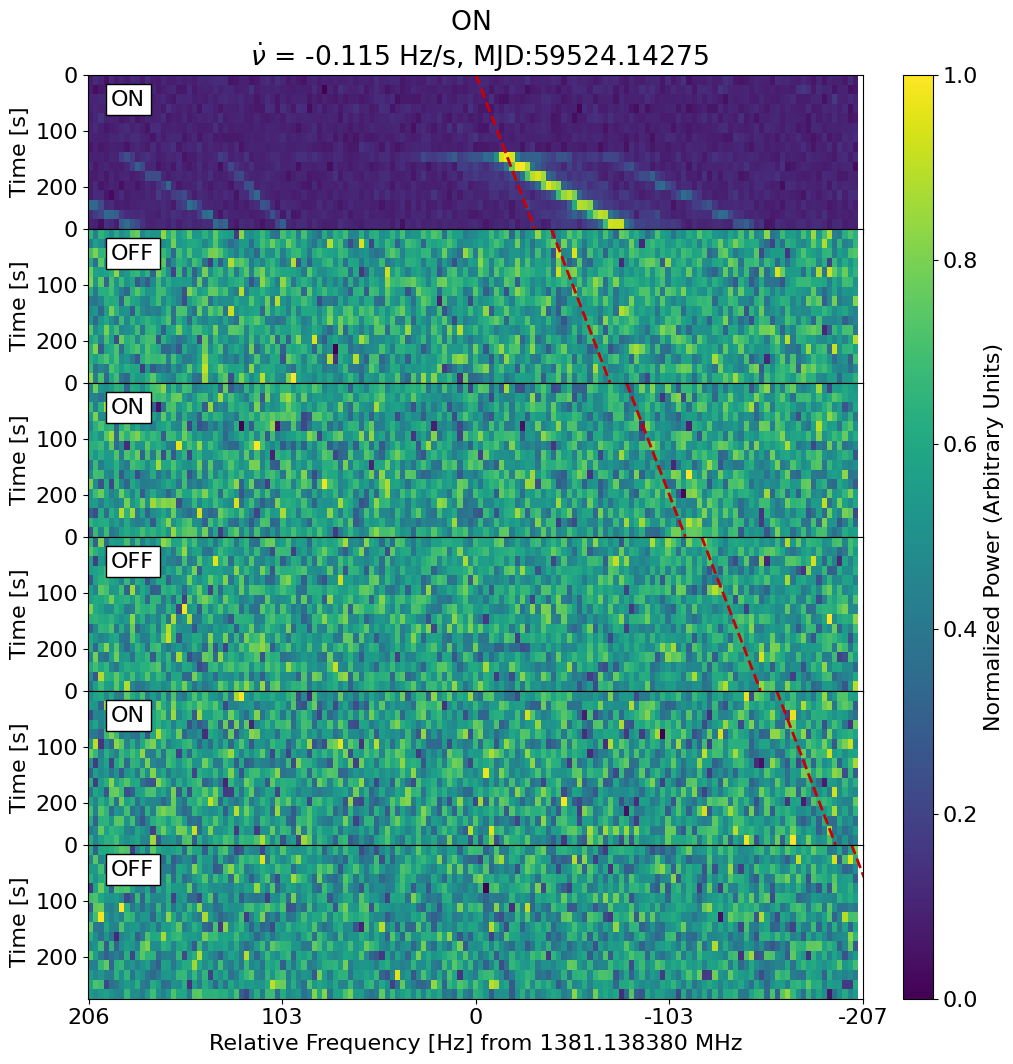 ON
ν̇ = -0.115 Hz/s, MJD:59524.14275
0
ON
100
Time [s]
200
0
OFF
100
Time [s]
200
0
ON
100
Time [s]
200
0
OFF
100
Time [s]
200
0
ON
100
Time [s]
200
0
OFF
100
Time [s]
200
206 103 0 -103 -207
Relative Frequency [Hz] from 1381.138380 MHz
1.0
0.8
0.6
0.4
0.2
0.0
Normalized Power (Arbitrary Units)